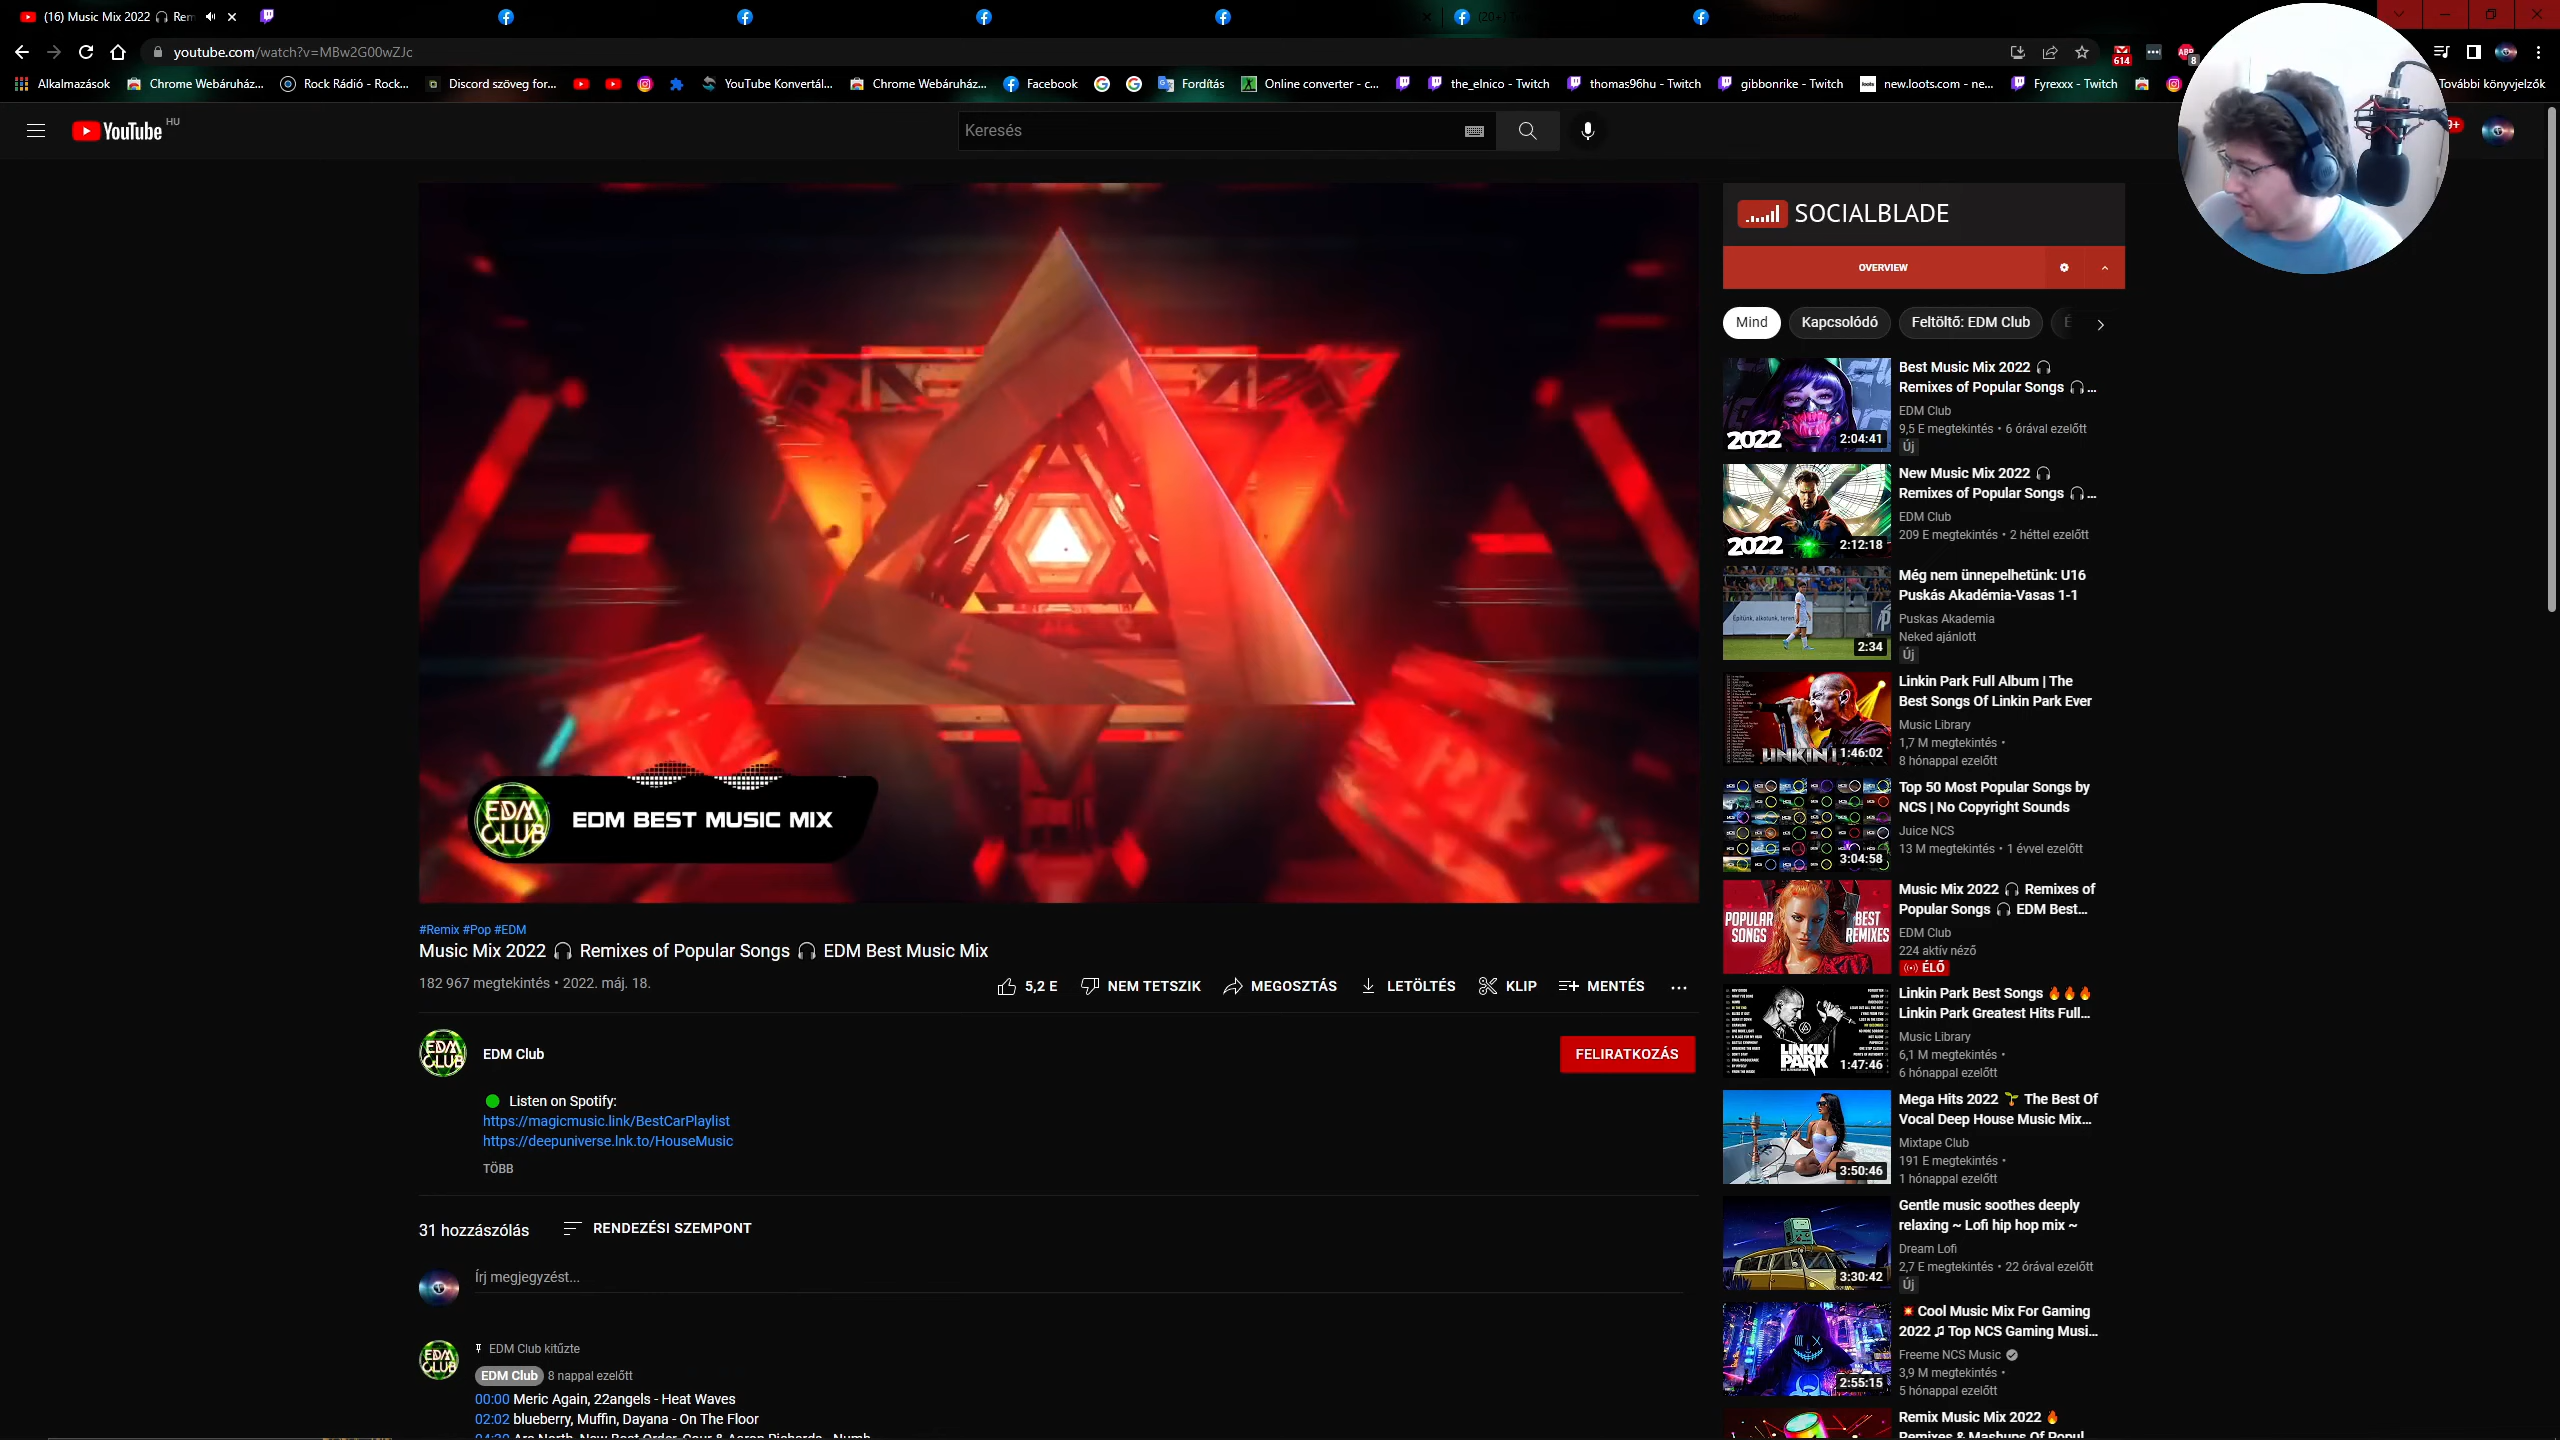 (16) Music Mix 2022 🎧 Rem
(20+)
youtube.com/watch?v=MBw2G00wZJc
614
ABP
8
Alkalmazások
Chrome Webáruház...
Rock Rádió - Rock...
Discord szöveg for...
YouTube Konvertál...
Chrome Webáruház...
Facebook
Fordítás
Online converter - c...
the_elnico - Twitch
thomas96hu - Twitch
gibbonrike - Twitch
new.loots.com - ne...
Fyrexxx - Twitch
További könyvjelzők
YouTube HU
Keresés
9+
SOCIALBLADE
OVERVIEW
Mind
Kapcsolódó
Feltöltő: EDM Club
EDM CLUB
EDM BEST MUSIC MIX
#Remix #Pop #EDM
Music Mix 2022 🎧 Remixes of Popular Songs 🎧 EDM Best Music Mix
182 967 megtekintés • 2022. máj. 18.
5,2 E
NEM TETSZIK
MEGOSZTÁS
LETÖLTÉS
KLIP
MENTÉS
...
EDM CLUB
EDM Club
FELIRATKOZÁS
Listen on Spotify:
https://magicmusic.link/BestCarPlaylist
https://deepuniverse.lnk.to/HouseMusic
TÖBB
31 hozzászólás
RENDEZÉSI SZEMPONT
Írj megjegyzést...
EDM CLUB
EDM Club kitűzte
EDM Club 8 nappal ezelőtt
00:00 Meric Again, 22angels - Heat Waves
02:02 blueberry, Muffin, Dayana - On The Floor
2022
2:04:41
Best Music Mix 2022 🎧
Remixes of Popular Songs 🎧 ...
EDM Club
9,5 E megtekintés • 6 órával ezelőtt
Új
2022
2:12:18
New Music Mix 2022 🎧
Remixes of Popular Songs 🎧 ...
EDM Club
209 E megtekintés • 2 héttel ezelőtt
2:34
Még nem ünnepelhetünk: U16
Puskás Akadémia-Vasas 1-1
Puskas Akademia
Neked ajánlott
Új
1:46:02
Linkin Park Full Album | The
Best Songs Of Linkin Park Ever
Music Library
1,7 M megtekintés •
8 hónappal ezelőtt
3:04:58
Top 50 Most Popular Songs by
NCS | No Copyright Sounds
Juice NCS
13 M megtekintés • 1 évvel ezelőtt
POPULAR SONGS
BEST REMIXES
Music Mix 2022 🎧 Remixes of
Popular Songs 🎧 EDM Best...
EDM Club
224 aktív néző
ÉLŐ
LINKIN PARK
1:47:46
Linkin Park Best Songs 🔥🔥🔥
Linkin Park Greatest Hits Full...
Music Library
6,1 M megtekintés •
6 hónappal ezelőtt
3:50:46
Mega Hits 2022 🌱 The Best Of
Vocal Deep House Music Mix...
Mixtape Club
191 E megtekintés •
1 hónappal ezelőtt
3:30:42
Gentle music soothes deeply
relaxing ~ Lofi hip hop mix ~
Dream Lofi
2,7 E megtekintés • 22 órával ezelőtt
Új
2:55:15
💥 Cool Music Mix For Gaming
2022 ♫ Top NCS Gaming Musi...
Freeme NCS Music
3,9 M megtekintés •
5 hónappal ezelőtt
Remix Music Mix 2022 🔥
Remixes & Mashups Of Popul